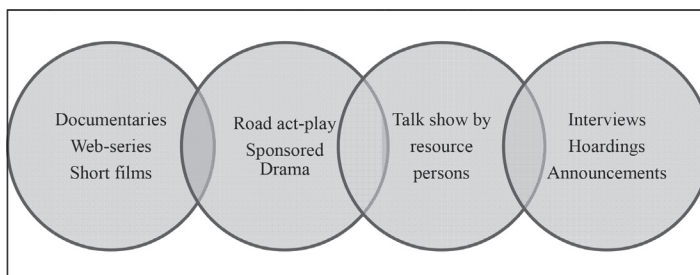 Documentaries
Web-series
Short films
Road act-play
Sponsored
Drama
Talk show by
resource
persons
Interviews
Hoardings
Announcements